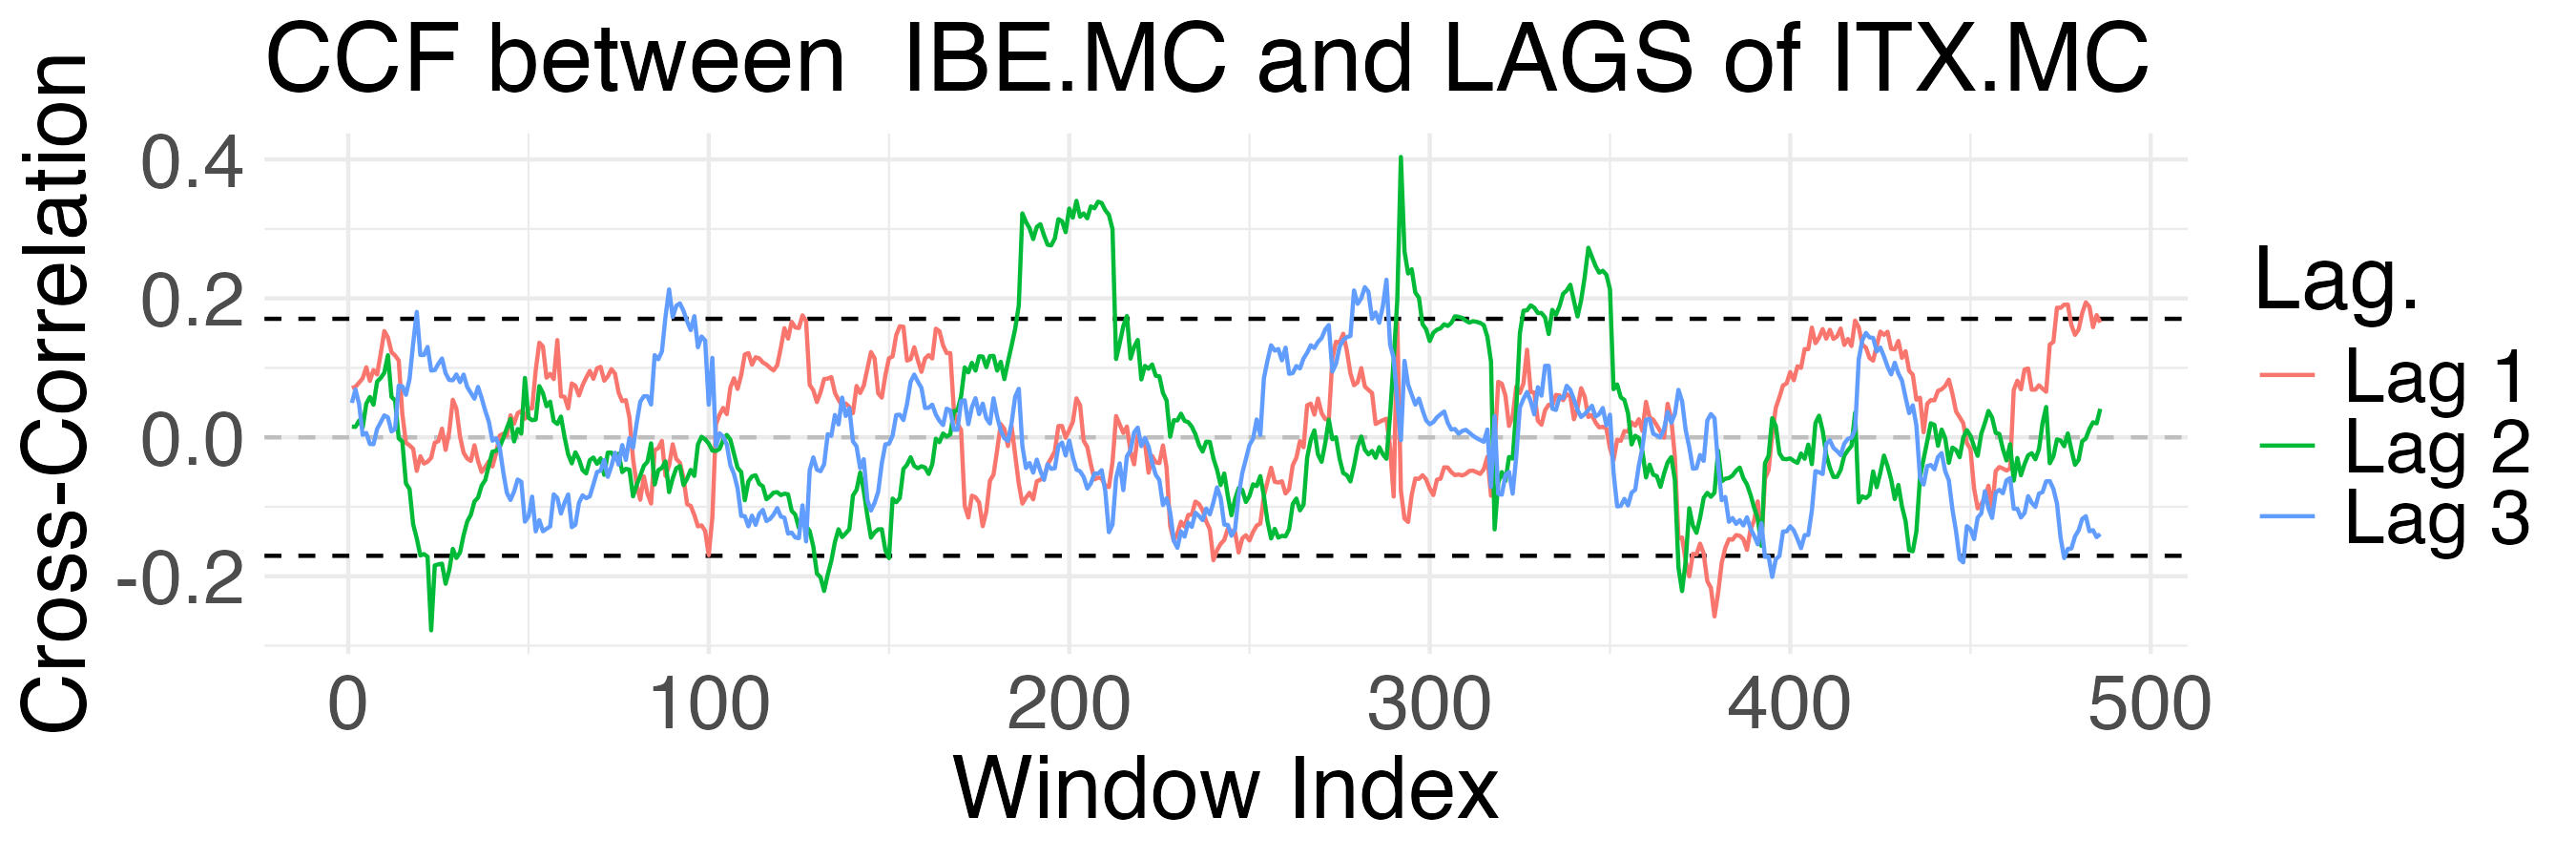 CCF between  IBE.MC and LAGS of ITX.MC
Cross-Correlation
0.4
0.2
0.0
-0.2
0 100 200 300 400 500
Window Index
Lag.
Lag 1
Lag 2
Lag 3